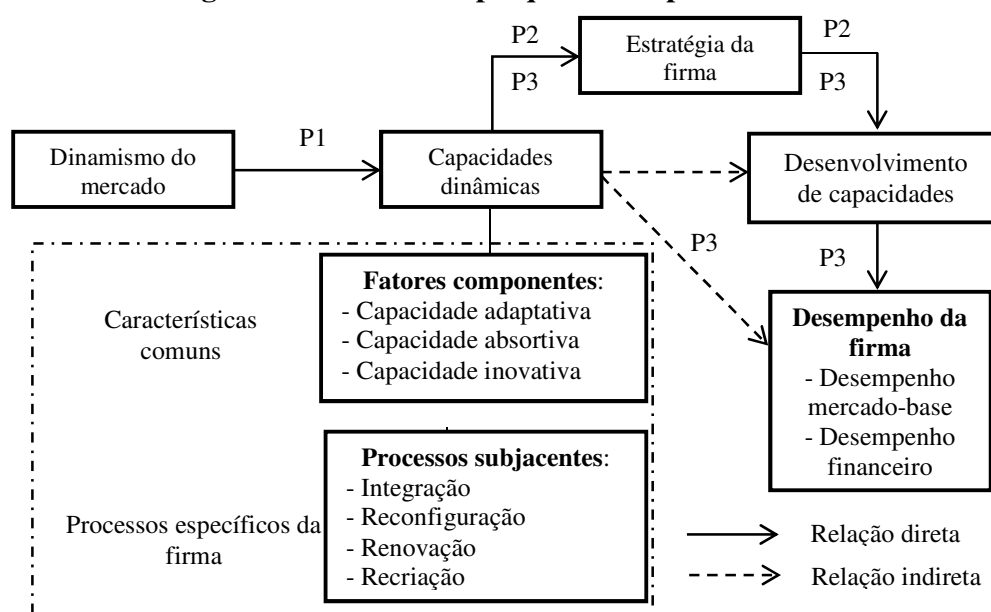 P2
Estratégia da
firma
P2
P3
P3
P1
Dinamismo do
mercado
Capacidades
dinâmicas
Desenvolvimento
de capacidades
P3
P3
Fatores componentes:
- Capacidade adaptativa
- Capacidade absortiva
- Capacidade inovativa
Características
comuns
Desempenho da
firma
- Desempenho
mercado-base
- Desempenho
financeiro
Processos subjacentes:
- Integração
- Reconfiguração
- Renovação
- Recriação
Processos específicos da
firma
Relação direta
Relação indireta